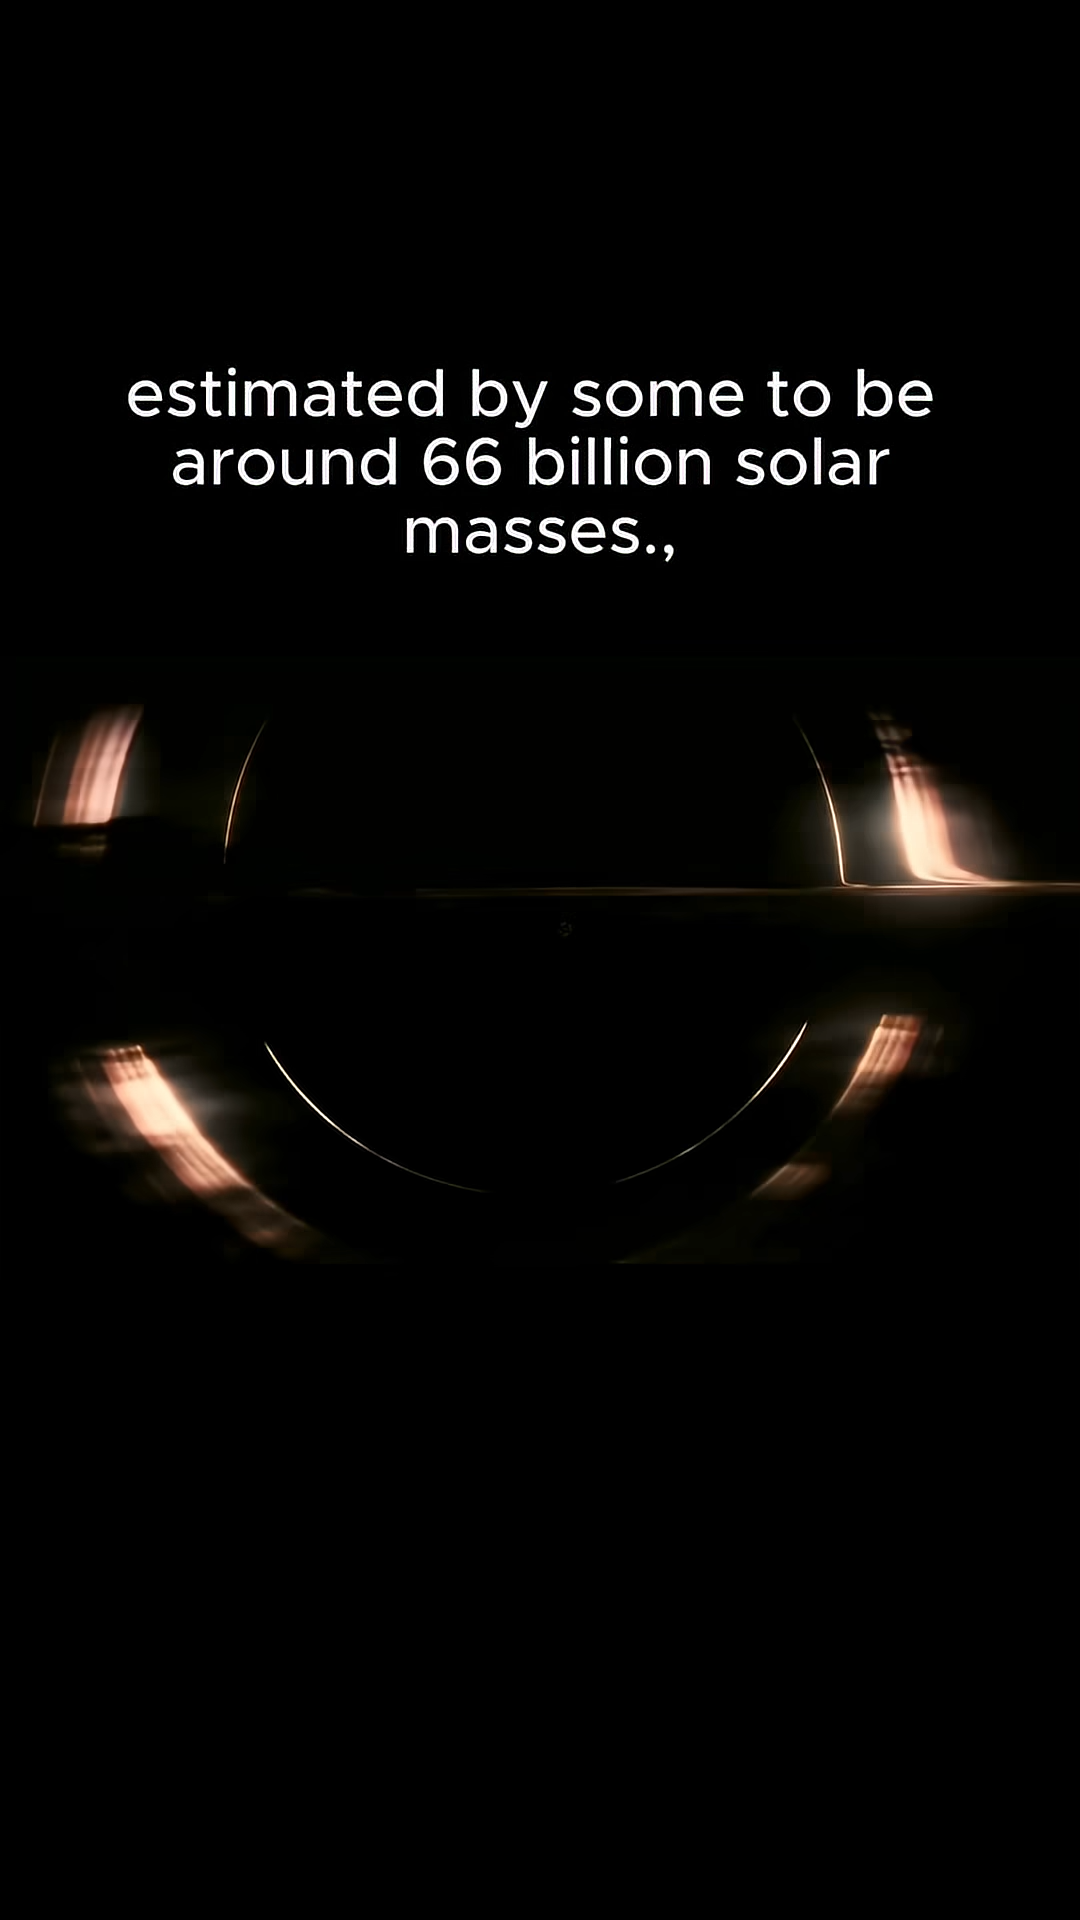 estimated by some to be
around 66 billion solar
masses.,